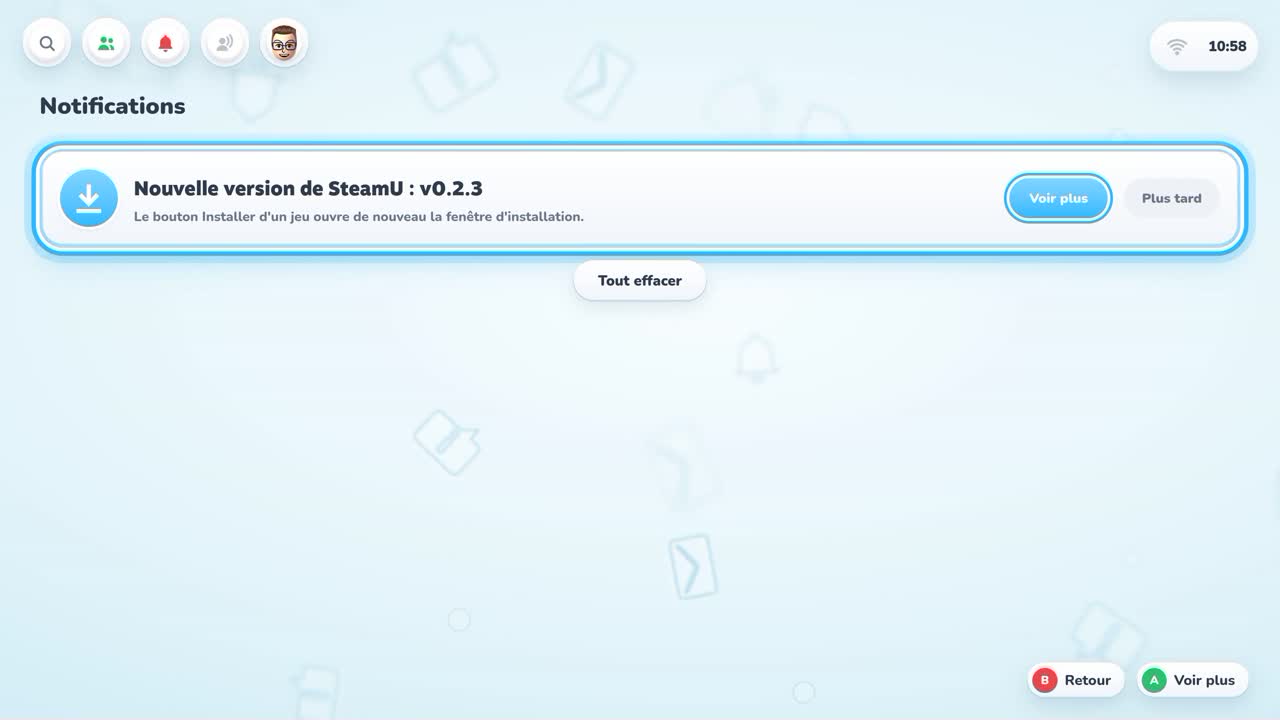 10:58
Notifications
Nouvelle version de SteamU : v0.2.3
Le bouton Installer d'un jeu ouvre de nouveau la fenêtre d'installation.
Voir plus
Plus tard
Tout effacer
B Retour
A Voir plus